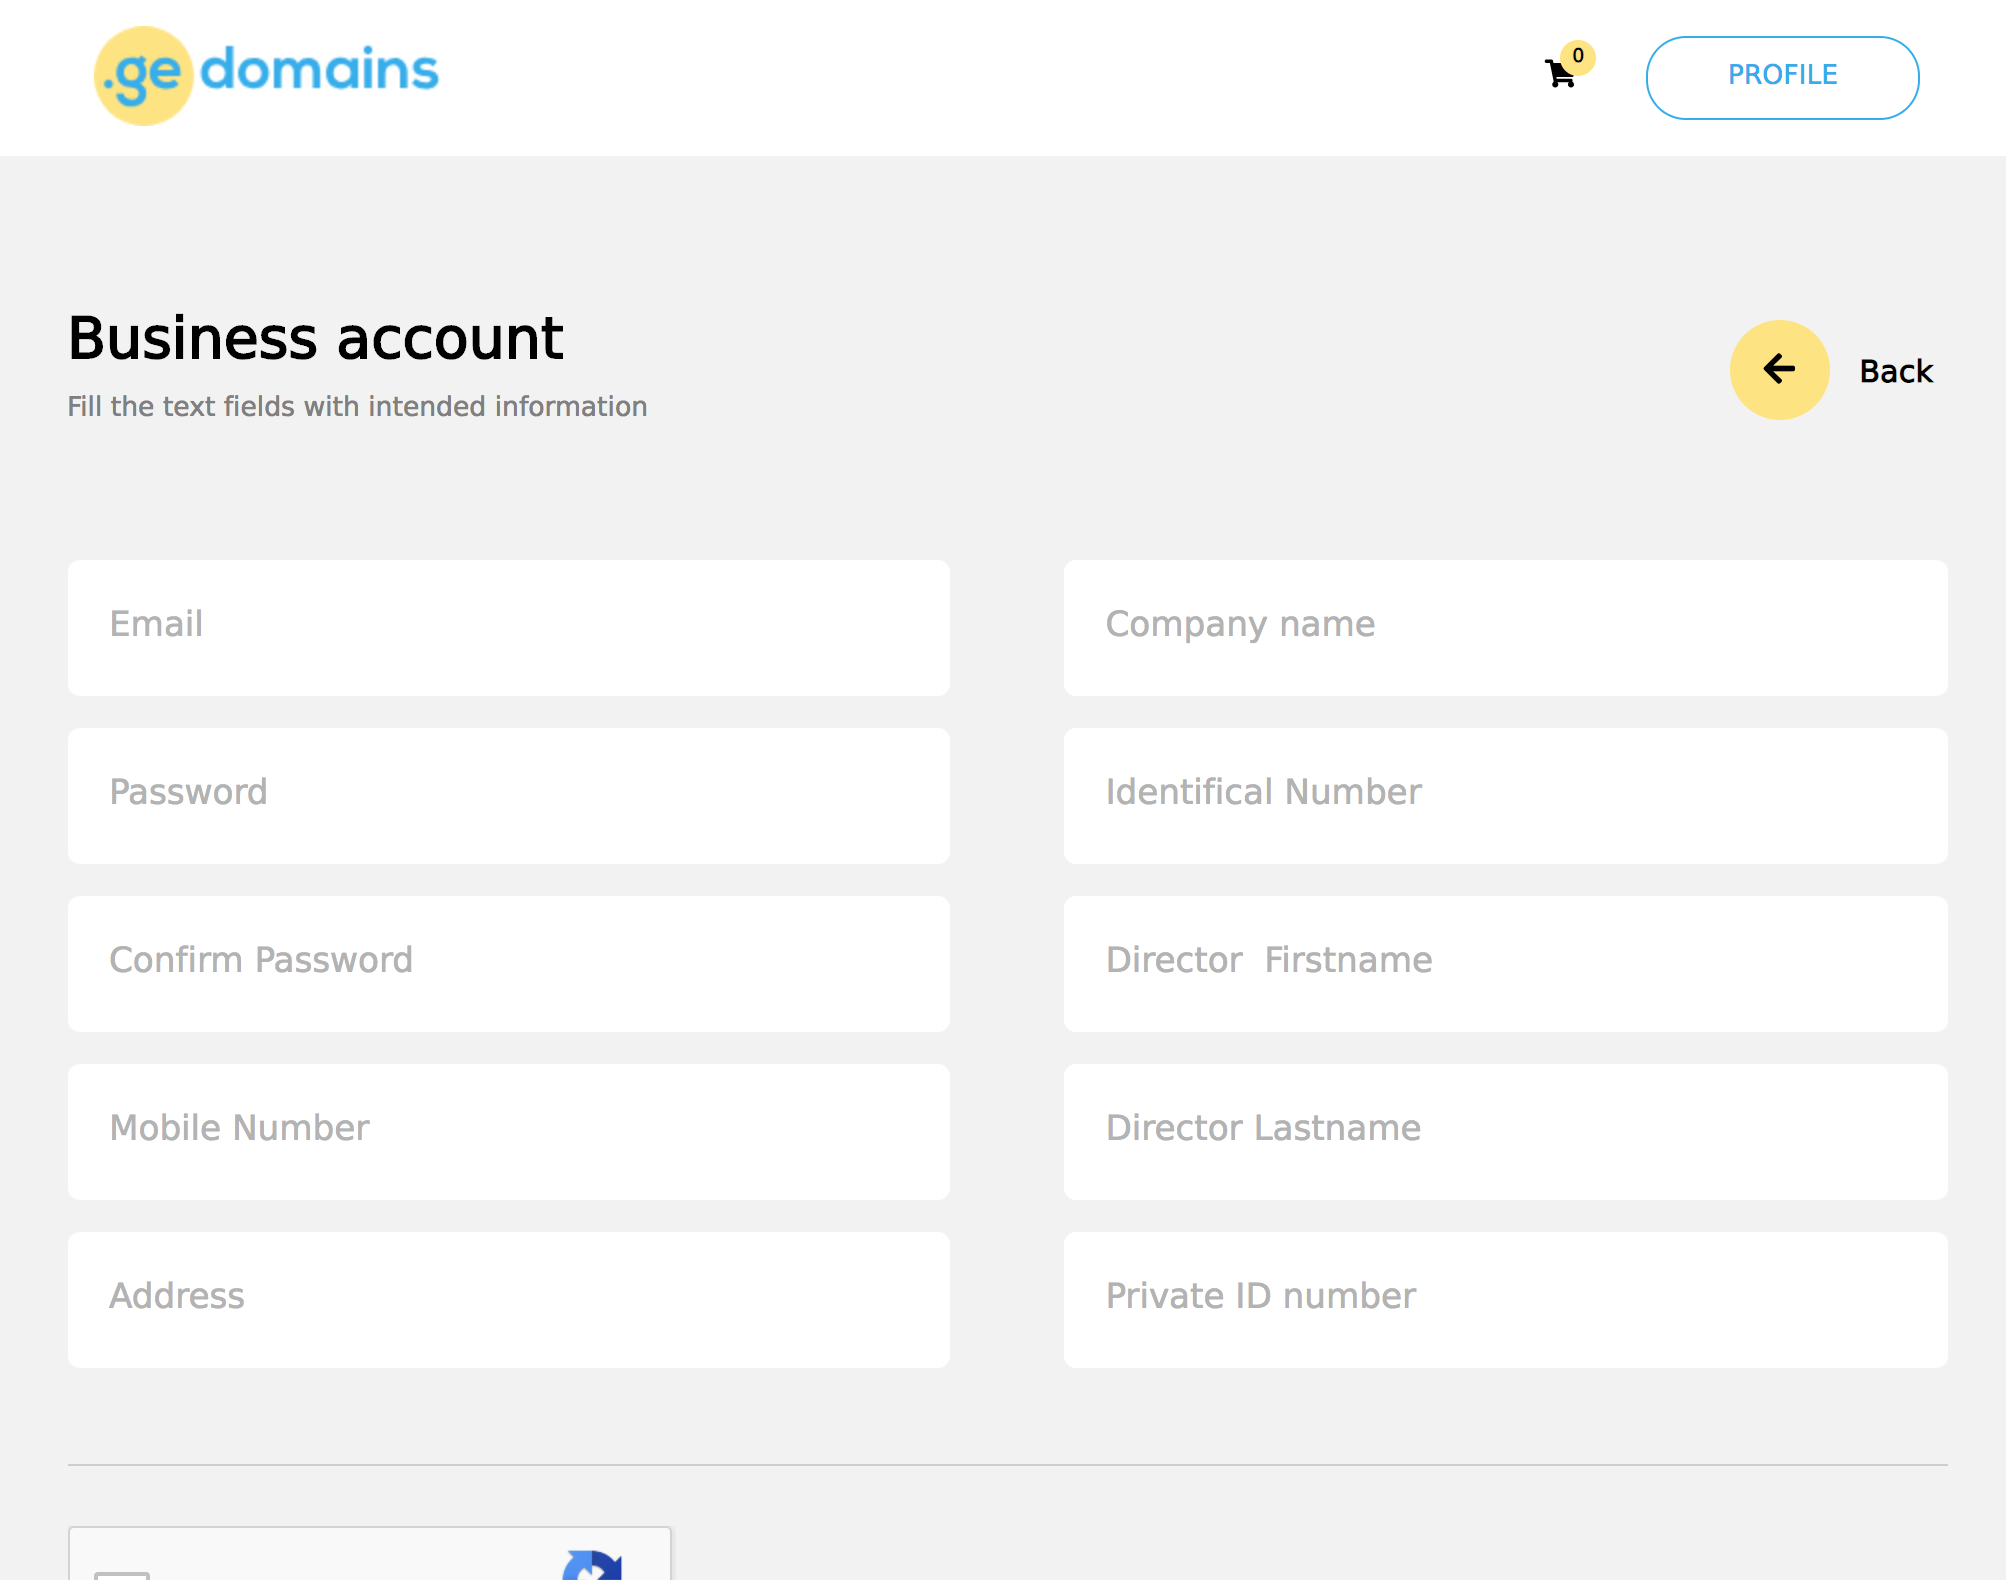 .ge domains
0
PROFILE
Business account
Fill the text fields with intended information
Back
Email
Company name
Password
Identifical Number
Confirm Password
Director  Firstname
Mobile Number
Director Lastname
Address
Private ID number